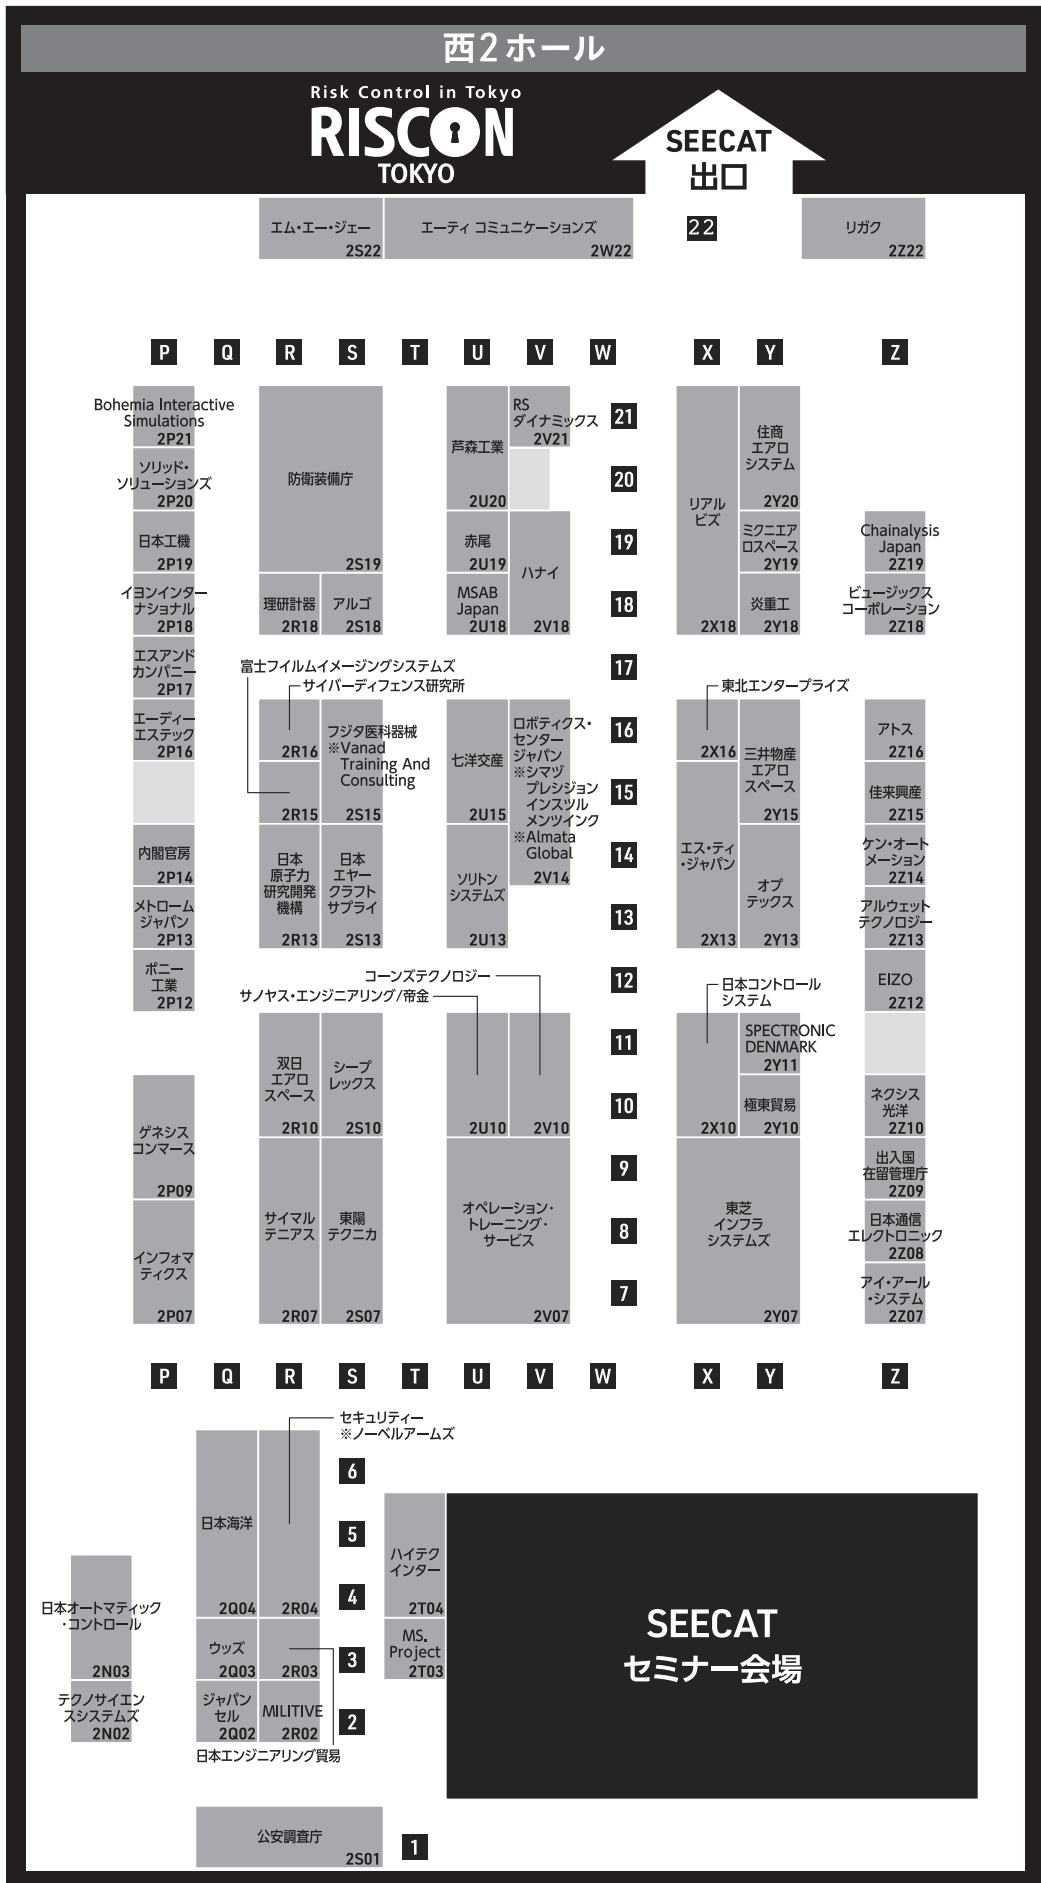 西2ホール
Risk Control in Tokyo
RISCON
TOKYO
SEECAT
出口
エム・エー・ジェー
2S22
エーティ コミュニケーションズ
2W22
22
リガク
2Z22
P Q R S T U V W X Y Z
Bohemia Interactive
Simulations
2P21
ソリッド・
ソリューションズ
2P20
日本工機
2P19
イヨンインター
ナショナル
2P18
エスアンド
カンパニー
2P17
エーディー
エステック
2P16
内閣官房
2P14
メトローム
ジャパン
2P13
ポニー
工業
2P12
ゲネシス
コンマース
2P09
インフォマ
ティクス
2P07
防衛装備庁
2S19
理研計器
2R18
アルゴ
2S18
富士フイルムイメージングシステムズ
サイバーディフェンス研究所
2R16
2R15
フジタ医科器械
※Vanad
Training And
Consulting
2S15
日本
原子力
研究開発
機構
2R13
日本
エヤー
クラフト
サプライ
2S13
コーンズテクノロジー
サノヤス・エンジニアリング/帝金
双日
エアロ
スペース
2R10
シープ
レックス
2S10
サイマル
テニアス
2R07
東陽
テクニカ
2S07
芦森工業
2U20
RS
ダイナミックス
2V21
赤尾
2U19
MSAB
Japan
2U18
ハナイ
2V18
七洋交産
2U15
ロボティクス・
センター
ジャパン
※シマヅ
プレシジョン
インスツル
メンツインク
※Almata
Global
2V14
ソリトン
システムズ
2U13
2U10
2V10
オペレーション・
トレーニング・
サービス
2V07
21
20
19
18
17
16
15
14
13
12
11
10
9
8
7
リアル
ビズ
2X18
住商
エアロ
システム
2Y20
ミクニエア
ロスペース
2Y19
炎重工
2Y18
東北エンタープライズ
2X16
三井物産
エアロ
スペース
2Y15
エス・ティ
・ジャパン
2X13
オプ
テックス
2Y13
日本コントロール
システム
2X10
SPECTRONIC
DENMARK
2Y11
極東貿易
2Y10
東芝
インフラ
システムズ
2Y07
Chainalysis
Japan
2Z19
ビュージックス
コーポレーション
2Z18
アトス
2Z16
佳来興産
2Z15
ケン・オート
メーション
2Z14
アルウェット
テクノロジー
2Z13
EIZO
2Z12
ネクシス
光洋
2Z10
出入国
在留管理庁
2Z09
日本通信
エレクトロニック
2Z08
アイ・アール
・システム
2Z07
P Q R S T U V W X Y Z
セキュリティー
※ノーベルアームズ
日本海洋
2Q04
2R04
6
5
4
3
2
ハイテク
インター
2T04
MS.
Project
2T03
日本オートマティック
・コントロール
2N03
テクノサイエン
スシステムズ
2N02
ウッズ
2Q03
2R03
ジャパン
セル
2Q02
MILITIVE
2R02
日本エンジニアリング貿易
SEECAT
セミナー会場
公安調査庁
2S01
1